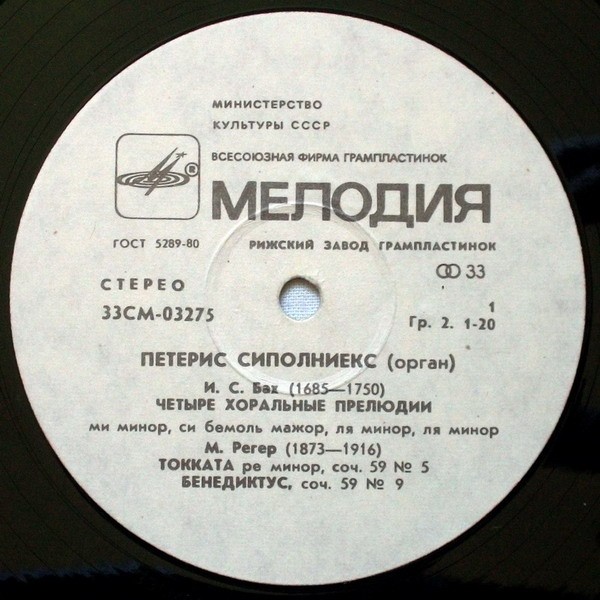 МИНИСТЕРСТВО
КУЛЬТУРЫ СССР
ВСЕСОЮЗНАЯ ФИРМА ГРАМПЛАСТИНОК
®
МЕЛОДИЯ
ГОСТ 5289-80
РИЖСКИЙ ЗАВОД ГРАМПЛАСТИНОК
СТЕРЕО
33
33СМ-03275
1
Гр. 2. 1-20
ПЕТЕРИС СИПОЛНИЕКС (орган)
И. С. Бах (1685—1750)
ЧЕТЫРЕ ХОРАЛЬНЫЕ ПРЕЛЮДИИ
ми минор, си бемоль мажор, ля минор, ля минор
М. Регер (1873—1916)
ТОККАТА ре минор, соч. 59 № 5
БЕНЕДИКТУС, соч. 59 № 9